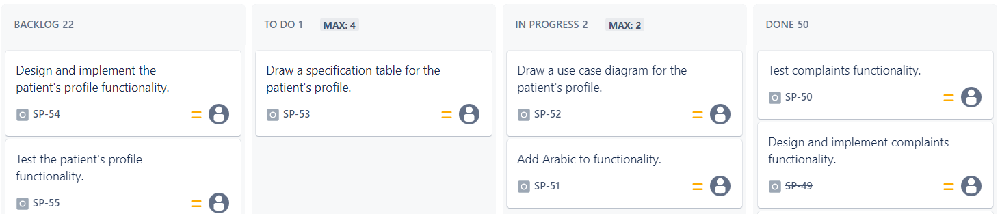 BACKLOG 22
Design and implement the
patient's profile functionality.
SP-54
Test the patient's profile
functionality.
SP-55
TO DO 1 MAX: 4
Draw a specification table for the
patient's profile.
SP-53
IN PROGRESS 2 MAX: 2
Draw a use case diagram for the
patient's profile.
SP-52
Add Arabic to functionality.
SP-51
DONE 50
Test complaints functionality.
SP-50
Design and implement complaints
functionality.
SP-49